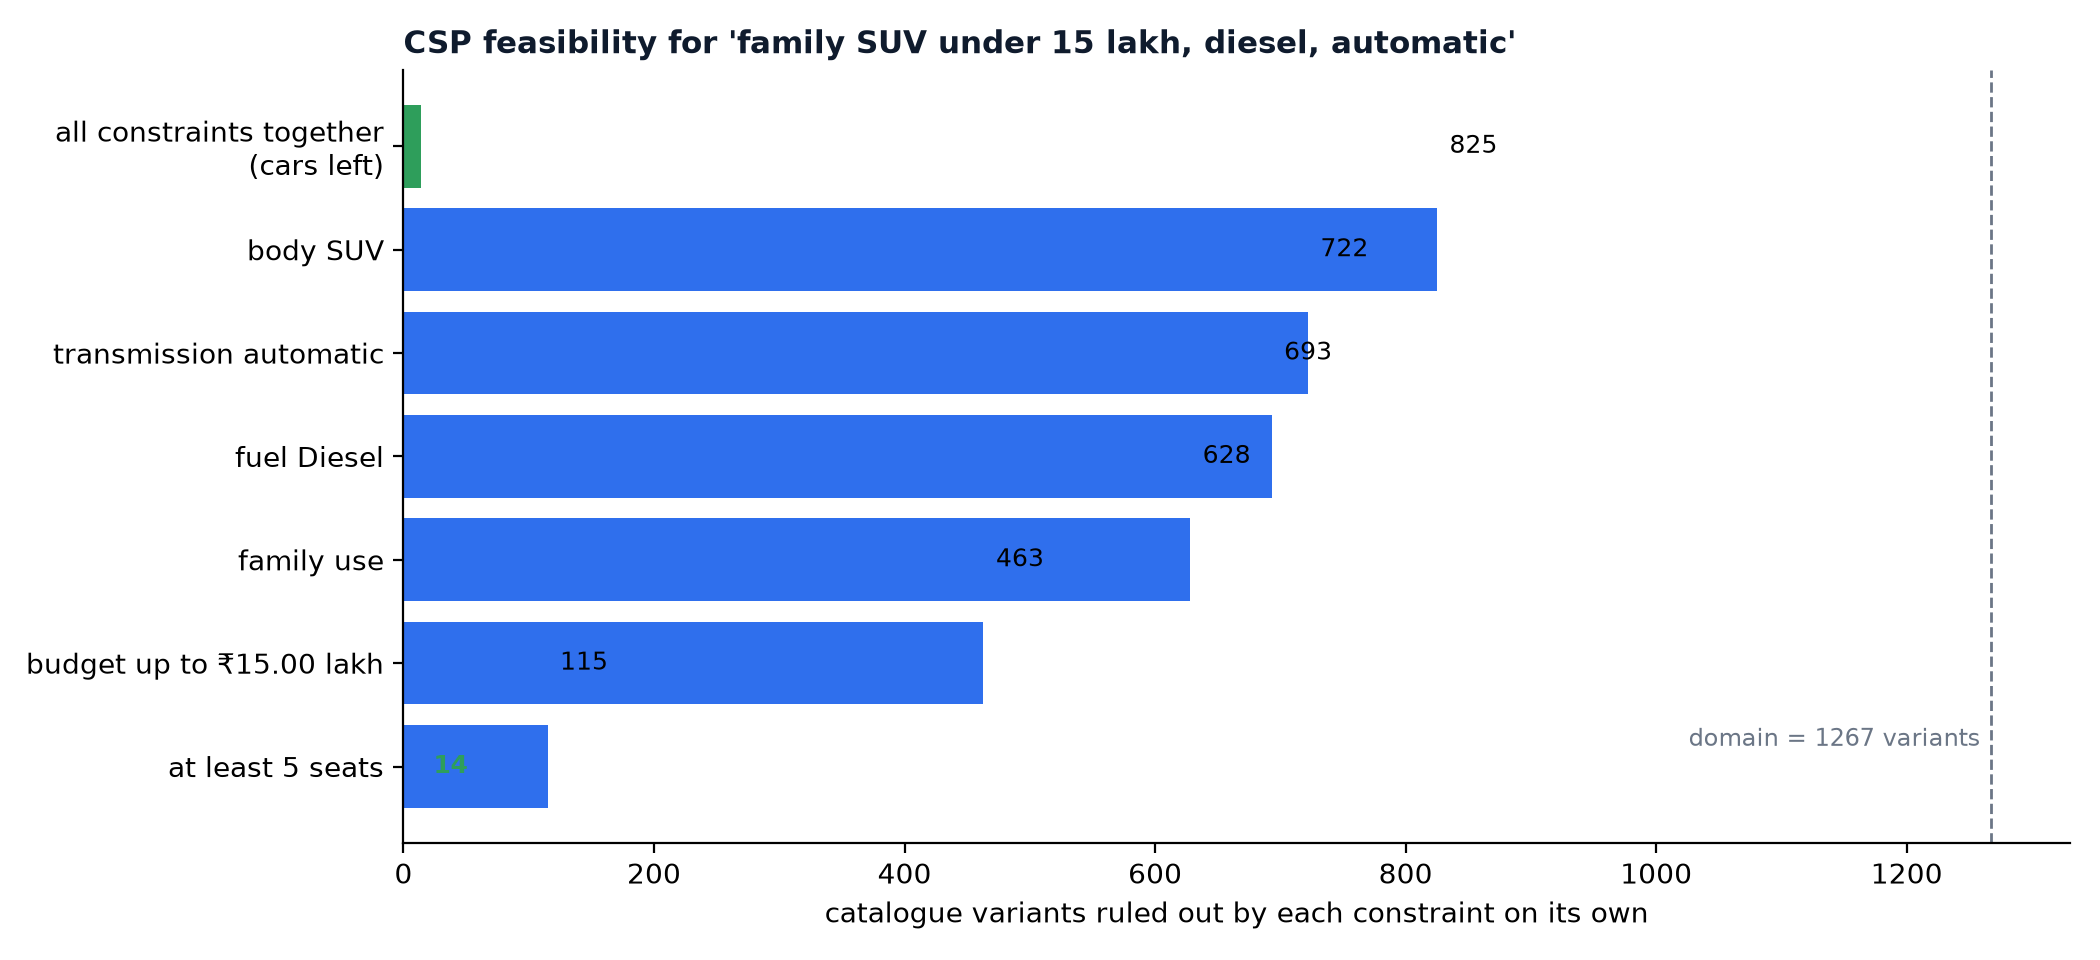 CSP feasibility for 'family SUV under 15 lakh, diesel, automatic'
all constraints together
(cars left)
825
body SUV
722
transmission automatic
693
fuel Diesel
628
family use
463
budget up to ₹15.00 lakh
115
domain = 1267 variants
at least 5 seats
14
0 200 400 600 800 1000 1200
catalogue variants ruled out by each constraint on its own